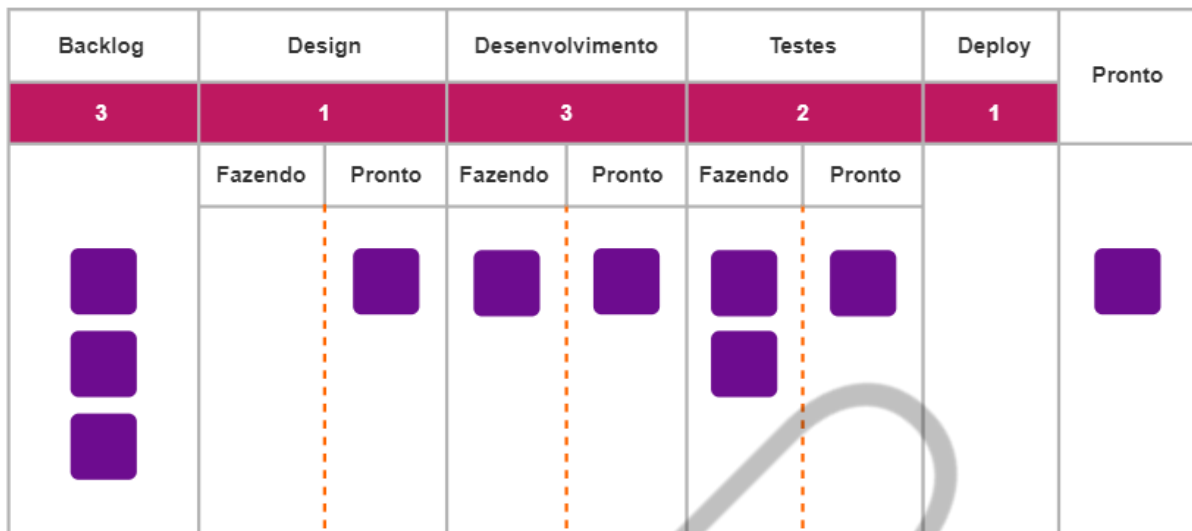 Backlog Design Desenvolvimento Testes Deploy Pronto
3 1 3 2 1
Fazendo Pronto Fazendo Pronto Fazendo Pronto